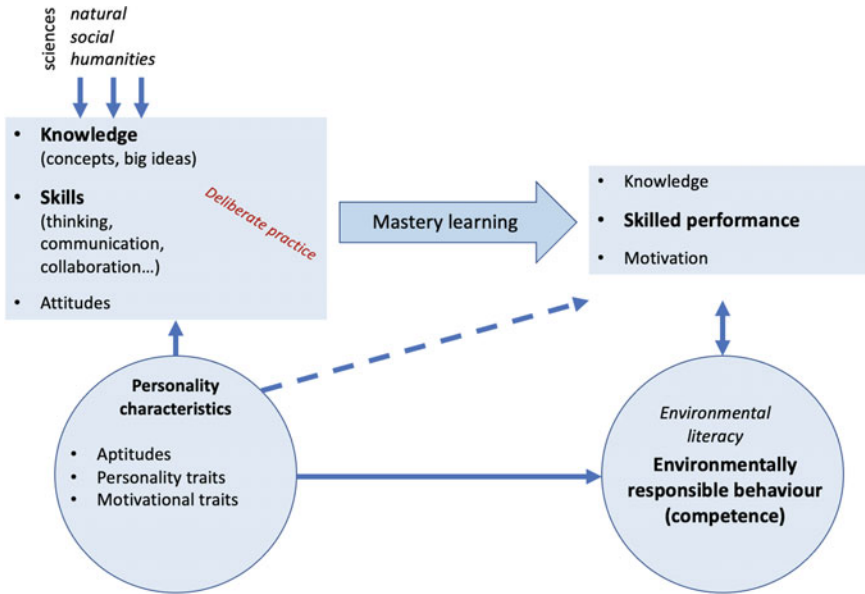 sciences
natural
social
humanities
• Knowledge
(concepts, big ideas)
• Skills
(thinking,
communication,
collaboration...)
• Attitudes
Deliberate practice
Mastery learning
• Knowledge
• Skilled performance
• Motivation
Personality
characteristics
• Aptitudes
• Personality traits
• Motivational traits
Environmental
literacy
Environmentally
responsible behaviour
(competence)